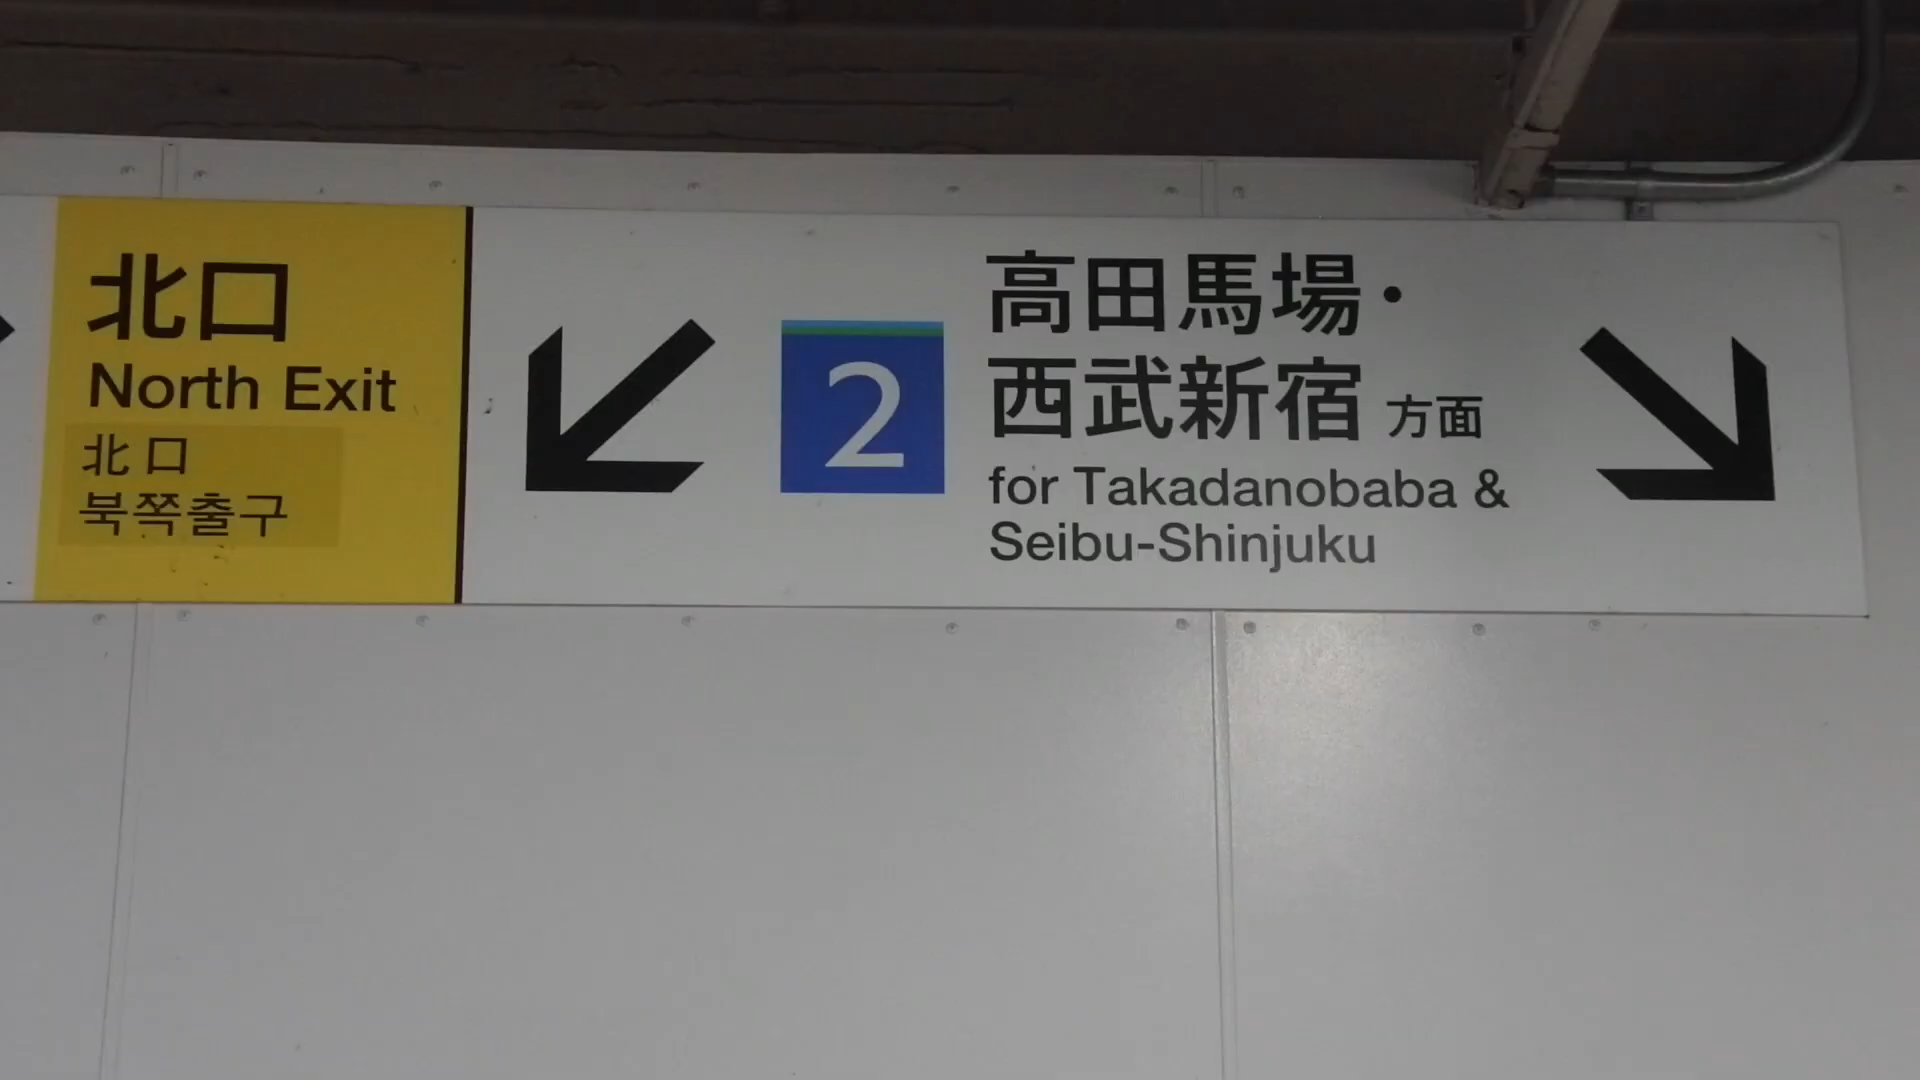 北口
North Exit
北口
북쪽출구
2
高田馬場・
西武新宿 方面
for Takadanobaba &
Seibu-Shinjuku